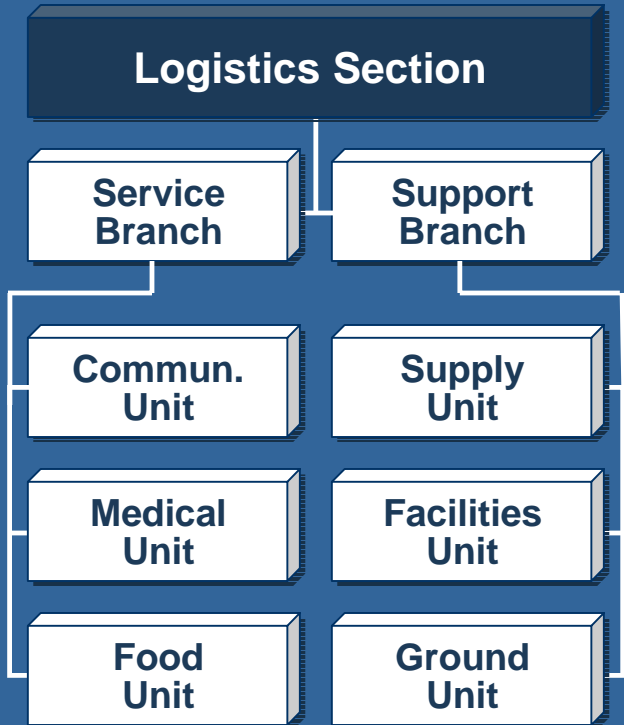 Logistics Section
Service
Branch
Support
Branch
Commun.
Unit
Supply
Unit
Medical
Unit
Facilities
Unit
Food
Unit
Ground
Unit